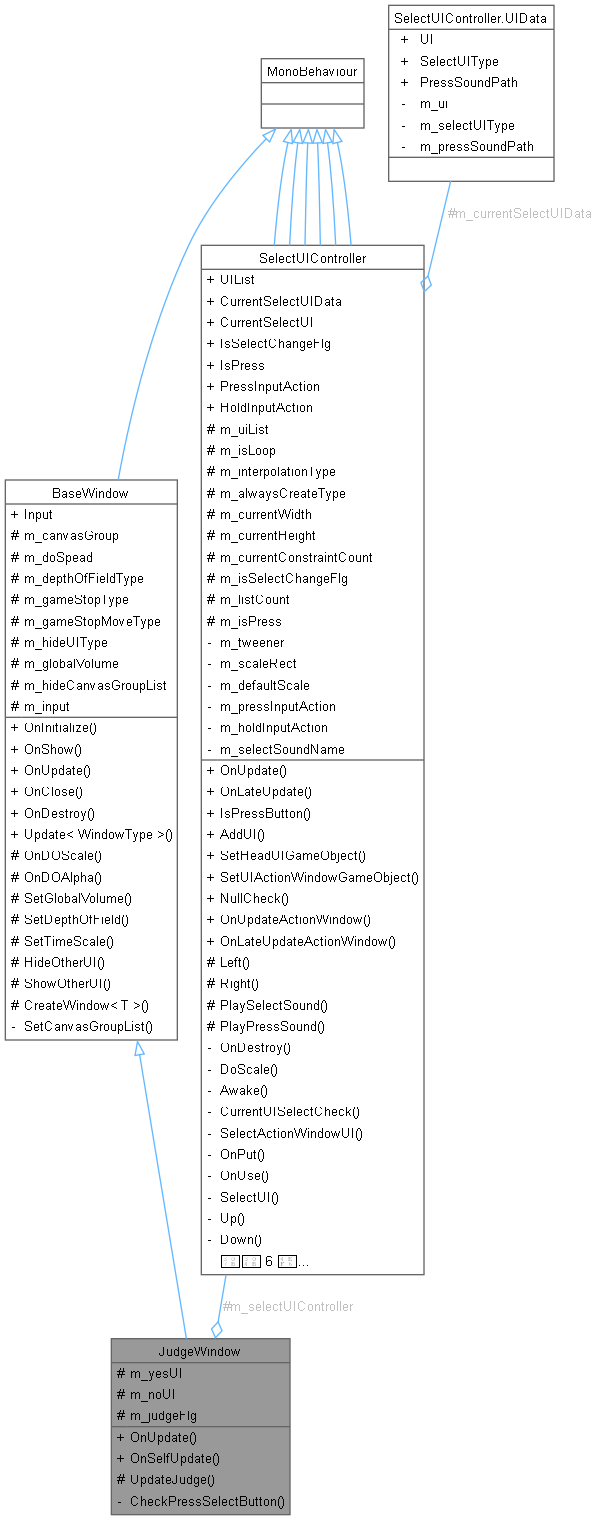 SelectUIController.UIData
+ UI
+ SelectUIType
+ PressSoundPath
- m_ui
- m_selectUIType
- m_pressSoundPath
MonoBehaviour
#m_currentSelectUIData
SelectUIController
+ UIList
+ CurrentSelectUIData
+ CurrentSelectUI
+ IsSelectChangeFlg
+ IsPress
+ PressInputAction
+ HoldInputAction
# m_uiList
# m_isLoop
# m_interpolationType
# m_alwaysCreateType
# m_currentWidth
# m_currentHeight
# m_currentConstraintCount
# m_isSelectChangeFlg
# m_listCount
# m_isPress
- m_tweener
- m_scaleRect
- m_defaultScale
- m_pressInputAction
- m_holdInputAction
- m_selectSoundName
+ OnUpdate()
+ OnLateUpdate()
+ IsPressButton()
+ AddUI()
+ SetHeadUIGameObject()
+ SetUIActionWindowGameObject()
+ NullCheck()
+ OnUpdateActionWindow()
+ OnLateUpdateActionWindow()
# Left()
# Right()
# PlaySelectSound()
# PlayPressSound()
- OnDestroy()
- DoScale()
- Awake()
- CurrentUISelectCheck()
- SelectActionWindowUI()
- OnPut()
- OnUse()
- SelectUI()
- Up()
- Down()
6 ...
BaseWindow
+ Input
# m_canvasGroup
# m_doSpead
# m_depthOfFieldType
# m_gameStopType
# m_gameStopMoveType
# m_hideUIType
# m_globalVolume
# m_hideCanvasGroupList
# m_input
+ OnInitialize()
+ OnShow()
+ OnUpdate()
+ OnClose()
+ OnDestroy()
+ Update< WindowType >()
# OnDOScale()
# OnDOAlpha()
# SetGlobalVolume()
# SetDepthOfField()
# SetTimeScale()
# HideOtherUI()
# ShowOtherUI()
# CreateWindow< T >()
- SetCanvasGroupList()
#m_selectUIController
JudgeWindow
# m_yesUI
# m_noUI
# m_judgeFlg
+ OnUpdate()
+ OnSelfUpdate()
# UpdateJudge()
- CheckPressSelectButton()